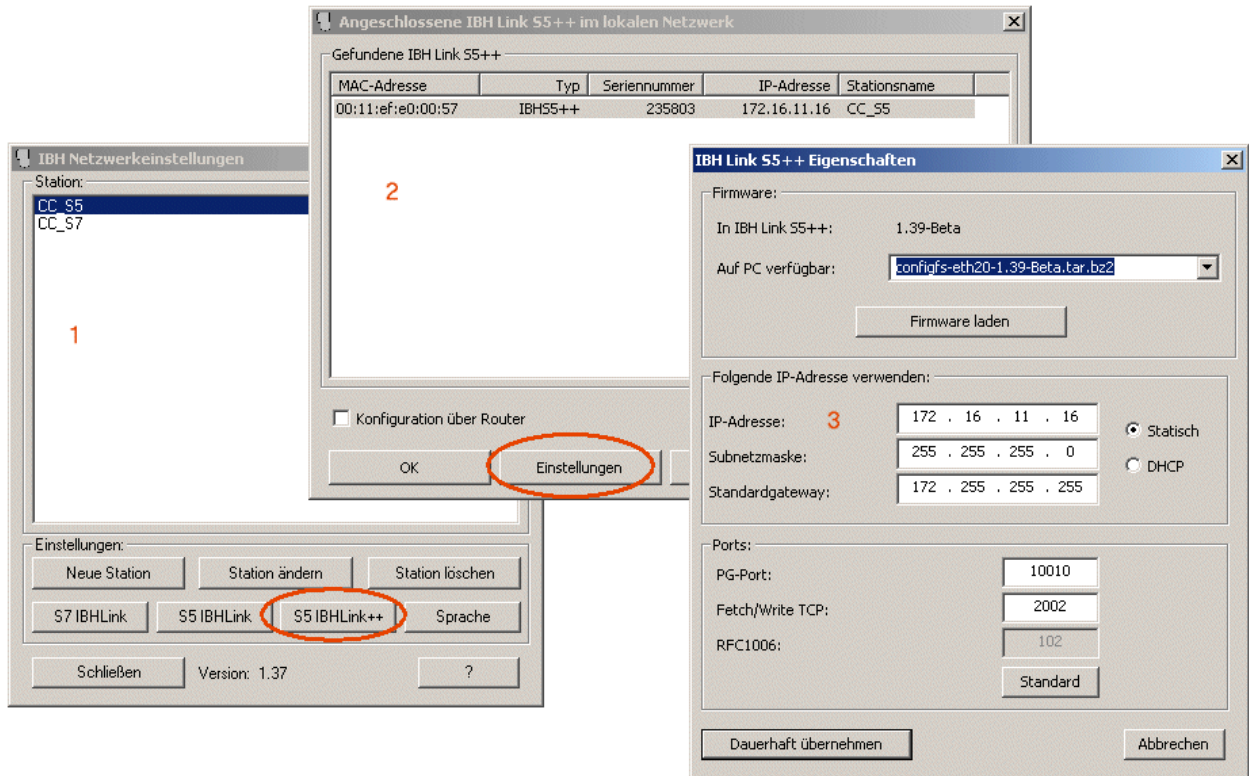 Angeschlossene IBH Link S5++ im lokalen Netzwerk
Gefundene IBH Link S5++
MAC-Adresse Typ Seriennummer IP-Adresse Stationsname
00:11:ef:e0:00:57 IBHS5++ 235803 172.16.11.16 CC_S5
2
Konfiguration über Router
OK Einstellungen
IBH Netzwerkeinstellungen
Station:
CC_S5
CC_S7
1
Einstellungen:
Neue Station Station ändern Station löschen
S7 IBHLink S5 IBHLink S5 IBHLink++ Sprache
Schließen Version: 1.37 ?
IBH Link S5++ Eigenschaften
Firmware:
In IBH Link S5++: 1.39-Beta
Auf PC verfügbar: configfs-eth20-1.39-Beta.tar.bz2
Firmware laden
Folgende IP-Adresse verwenden:
IP-Adresse: 3 172 . 16 . 11 . 16
Statisch
Subnetzmaske: 255 . 255 . 255 . 0
DHCP
Standardgateway: 172 . 255 . 255 . 255
Ports:
PG-Port: 10010
Fetch/Write TCP: 2002
RFC1006: 102
Standard
Dauerhaft übernehmen Abbrechen